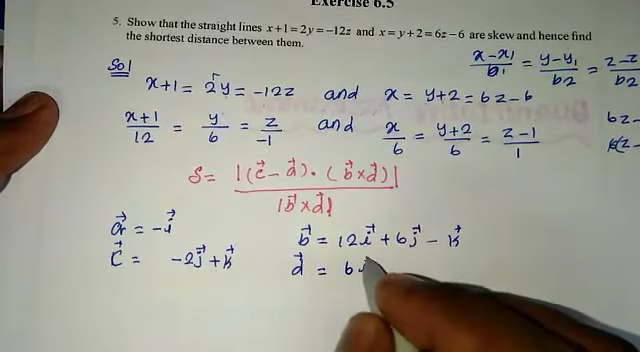 Exercise 6.5
5. Show that the straight lines x+1=2y=−12z and x=y+2=6z−6 are skew and hence find
the shortest distance between them.
Sol
x+1 = 2y = -12z and x = y+2 = 6z-6
(x-x1)/b1 = (y-y1)/b2 = z-z/b2
(x+1)/12 = y/6 = z/-1 and x/6 = (y+2)/6 = (z-1)/1
6z-
S = |(c⃗ - a⃗) · (b⃗ × d⃗)| / |b⃗ × d⃗|
a⃗ = -i⃗ b⃗ = 12i⃗ + 6j⃗ - k⃗
c⃗ = -2j⃗ + k⃗ d⃗ = 6